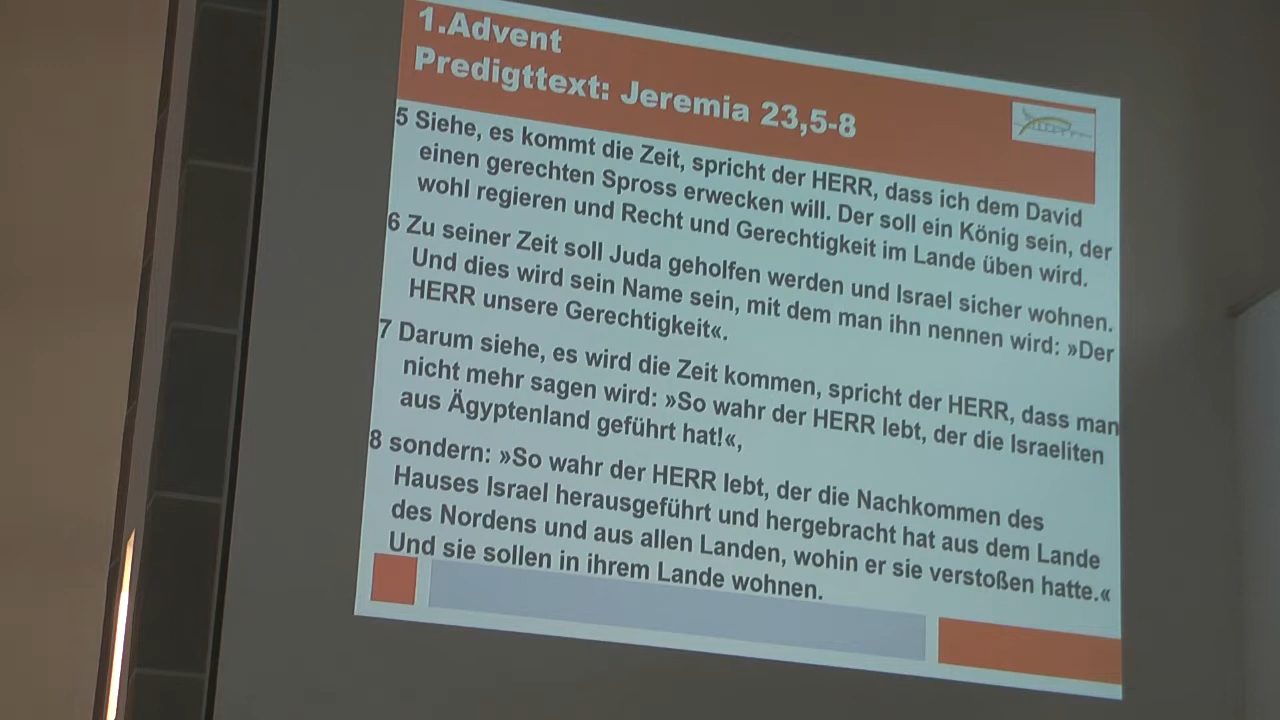 1.Advent
Predigttext: Jeremia 23,5-8
5 Siehe, es kommt die Zeit, spricht der HERR, dass ich dem David
einen gerechten Spross erwecken will. Der soll ein König sein, der
wohl regieren und Recht und Gerechtigkeit im Lande üben wird.
6 Zu seiner Zeit soll Juda geholfen werden und Israel sicher wohnen.
Und dies wird sein Name sein, mit dem man ihn nennen wird: »Der
HERR unsere Gerechtigkeit«.
7 Darum siehe, es wird die Zeit kommen, spricht der HERR, dass man
nicht mehr sagen wird: »So wahr der HERR lebt, der die Israeliten
aus Ägyptenland geführt hat!«,
8 sondern: »So wahr der HERR lebt, der die Nachkommen des
Hauses Israel herausgeführt und hergebracht hat aus dem Lande
des Nordens und aus allen Landen, wohin er sie verstoßen hatte.«
Und sie sollen in ihrem Lande wohnen.